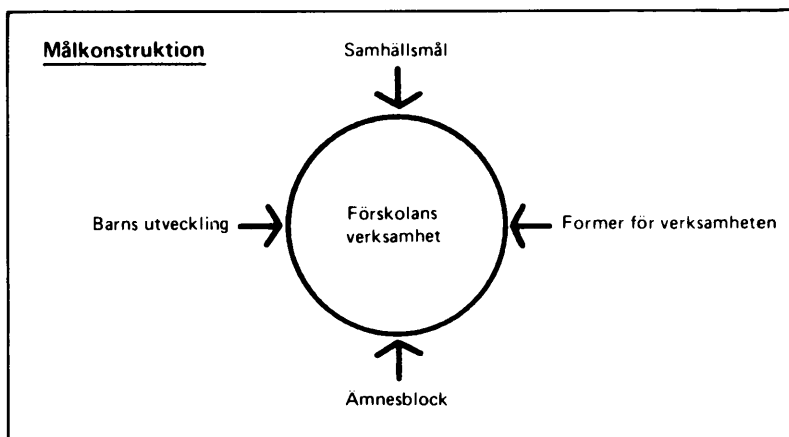 Målkonstruktion
Samhällsmål
Barns utveckling
Förskolans
verksamhet
Former för verksamheten
Ämnesblock